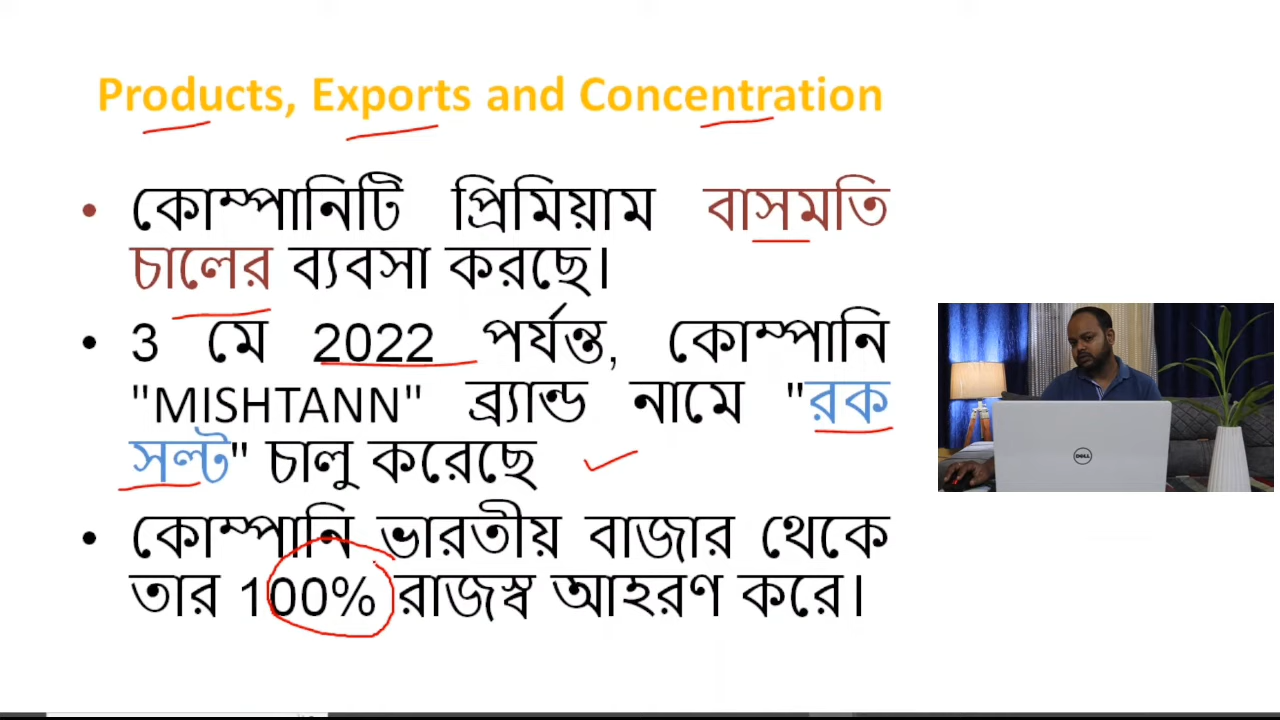 Products, Exports and Concentration
• কোম্পানিটি প্রিমিয়াম বাসমতি
চালের ব্যবসা করছে।
• 3 মে 2022 পর্যন্ত, কোম্পানি
"MISHTANN" ব্র্যান্ড নামে "রক
সল্ট" চালু করেছে
• কোম্পানি ভারতীয় বাজার থেকে
তার 100% রাজস্ব আহরণ করে।
DELL